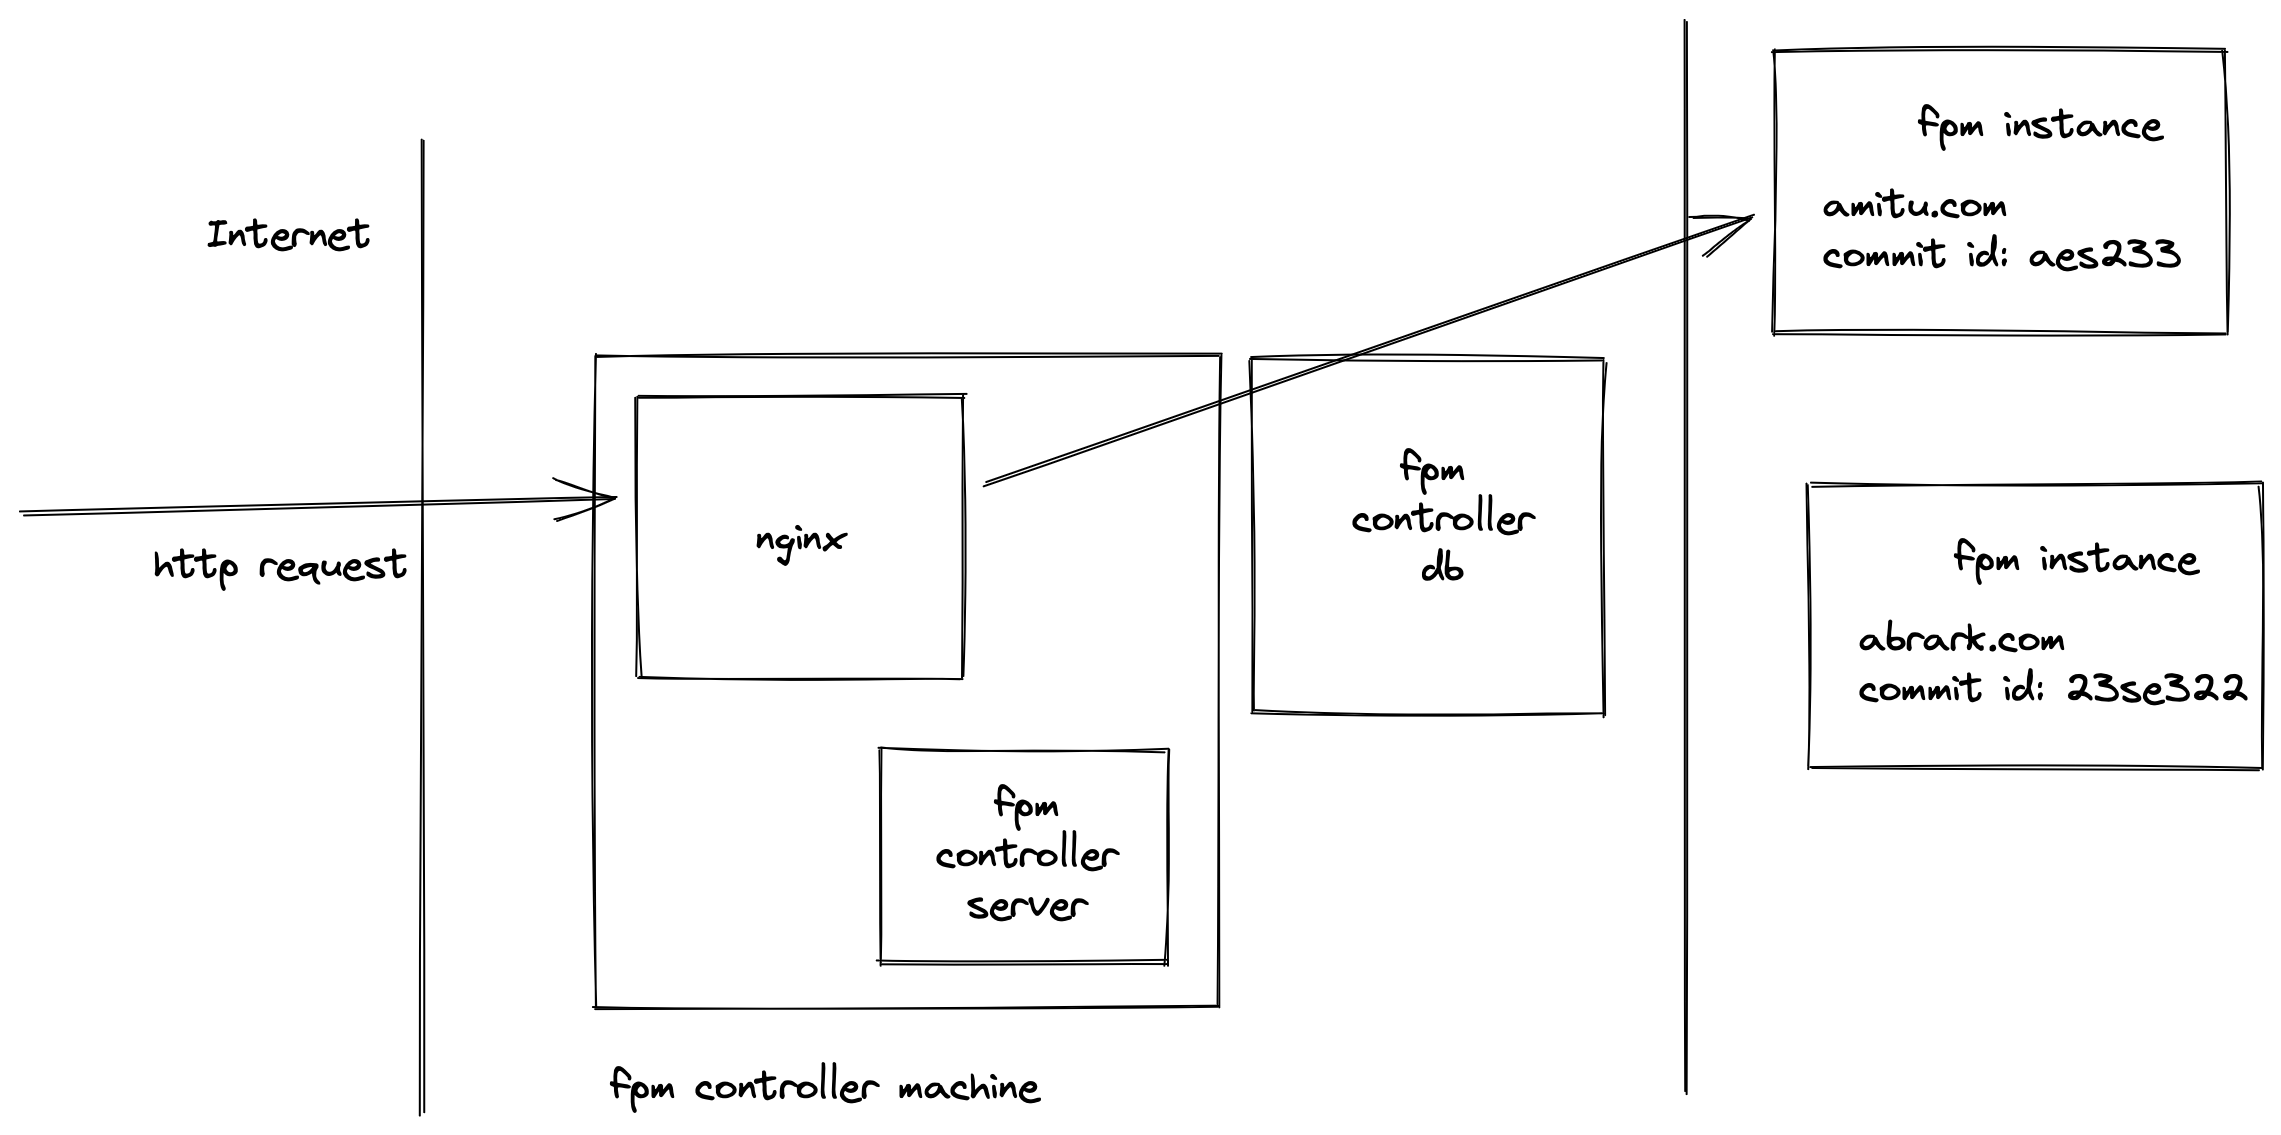 Internet
http request
nginx
fpm
controller
server
fpm controller machine
fpm
controller
db
fpm instance
amitu.com
commit id: aes233
fpm instance
abrark.com
commit id: 23se322